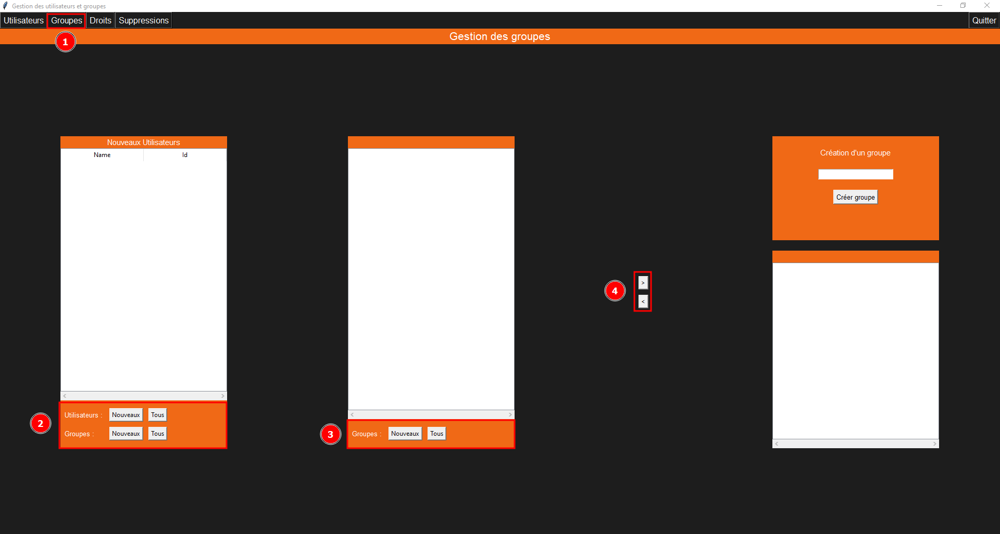 Gestion des utilisateurs et groupes
Utilisateurs Groupes Droits Suppressions Quitter
1
Gestion des groupes
Nouveaux Utilisateurs
Name Id
Création d'un groupe
Créer groupe
>
4
<
2
Utilisateurs : Nouveaux Tous
Groupes : Nouveaux Tous
3
Groupes : Nouveaux Tous